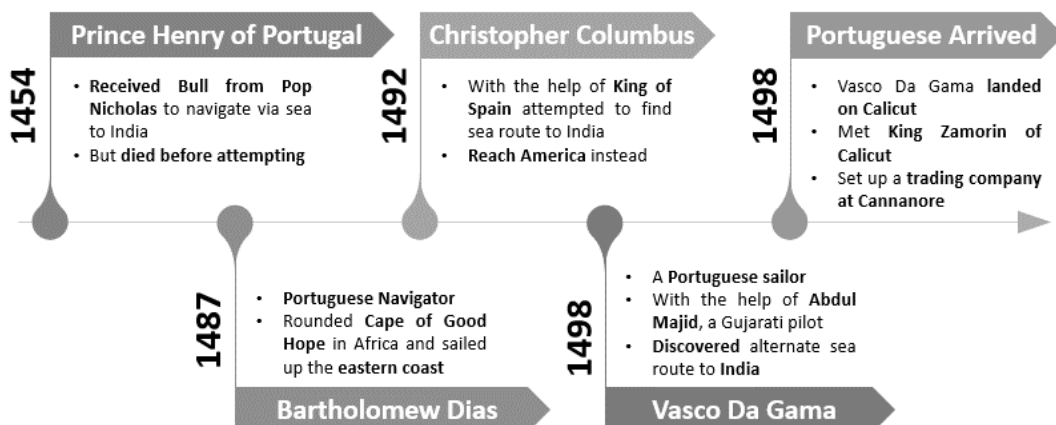 Prince Henry of Portugal
1454
• Received Bull from Pop
Nicholas to navigate via sea
to India
• But died before attempting
Christopher Columbus
1492
• With the help of King of
Spain attempted to find
sea route to India
• Reach America instead
Portuguese Arrived
1498
• Vasco Da Gama landed
on Calicut
• Met King Zamorin of
Calicut
• Set up a trading company
at Cannanore
1487
• Portuguese Navigator
• Rounded Cape of Good
Hope in Africa and sailed
up the eastern coast
Bartholomew Dias
1498
• A Portuguese sailor
• With the help of Abdul
Majid, a Gujarati pilot
• Discovered alternate sea
route to India
Vasco Da Gama